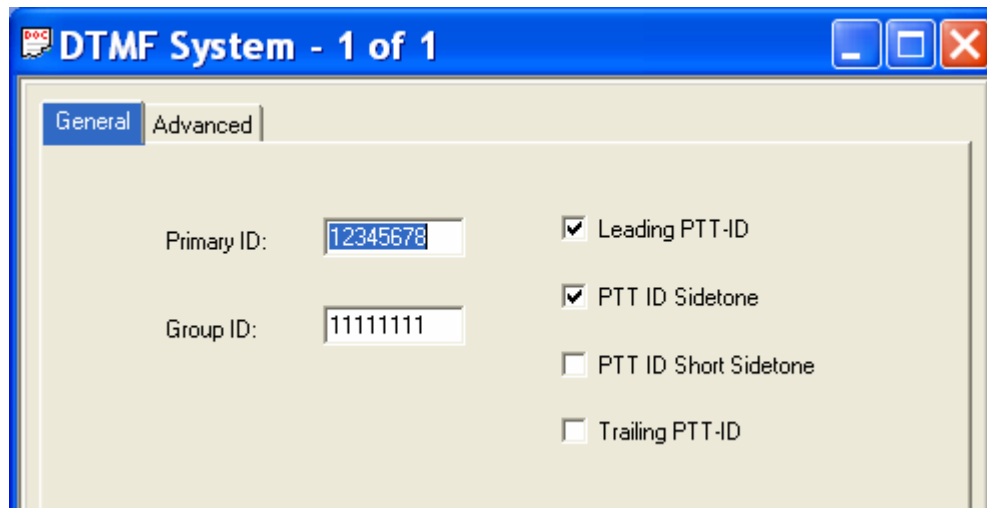 DOC
DTMF System - 1 of 1
General Advanced
Primary ID: 12345678
Group ID: 11111111
Leading PTT-ID
PTT ID Sidetone
PTT ID Short Sidetone
Trailing PTT-ID